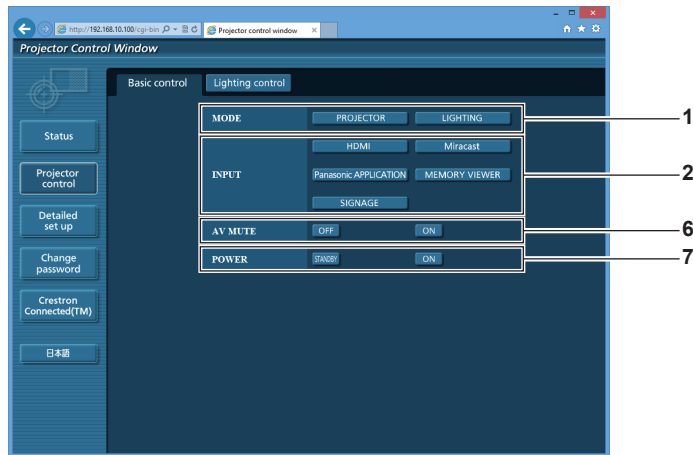 http://192.168.10.100/cgi-bin
Projector control window
Projector Control Window
Basic control
Lighting control
MODE
PROJECTOR
LIGHTING
1
Status
INPUT
HDMI
Miracast
Panasonic APPLICATION
MEMORY VIEWER
SIGNAGE
2
Projector
control
Detailed
set up
AV MUTE
OFF
ON
6
Change
password
POWER
STANDBY
ON
7
Crestron
Connected(TM)
日本語